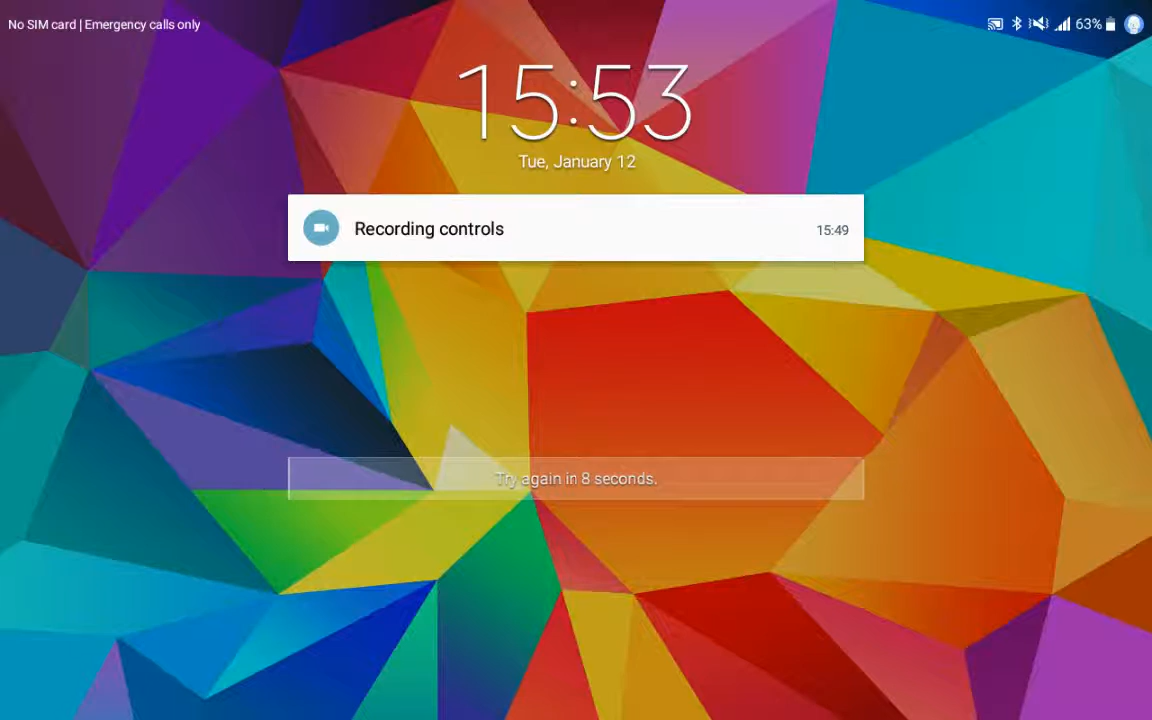 No SIM card | Emergency calls only
63%
15:53
Tue, January 12
Recording controls
15:49
Try again in 8 seconds.